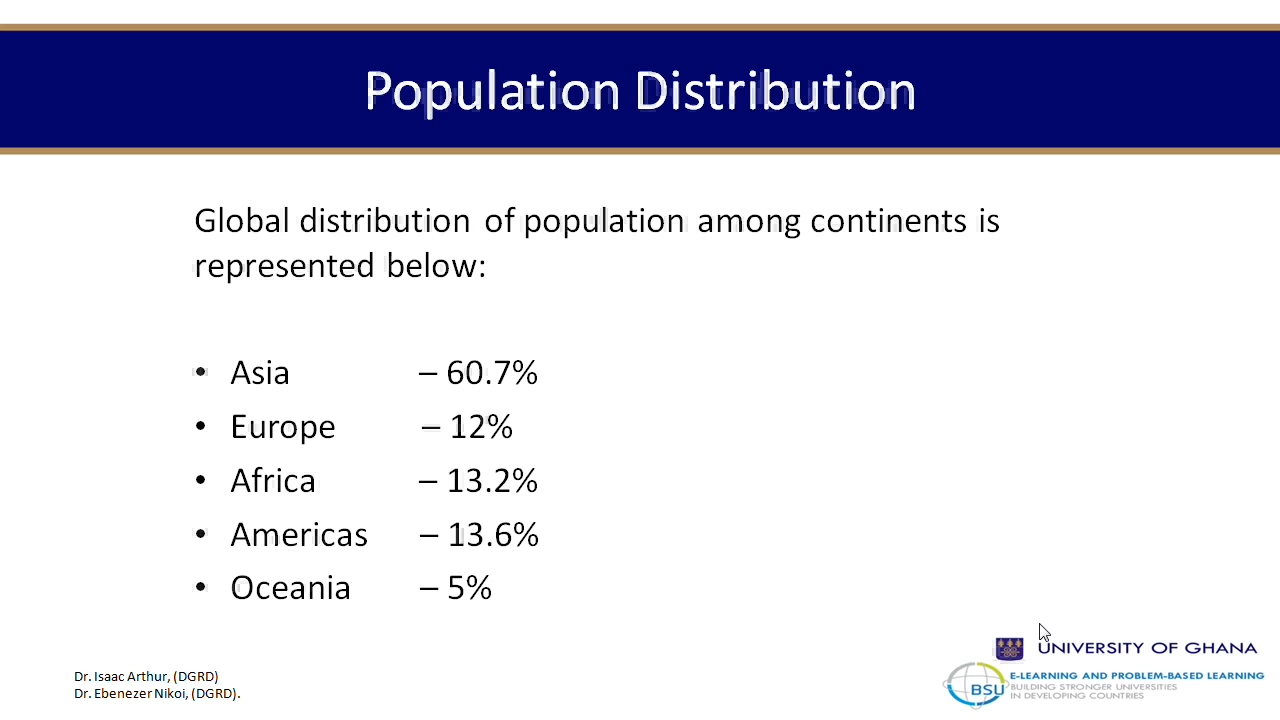 Population Distribution
Global distribution of population among continents is
represented below:
• Asia – 60.7%
• Europe – 12%
• Africa – 13.2%
• Americas – 13.6%
• Oceania – 5%
Dr. Isaac Arthur, (DGRD)
Dr. Ebenezer Nikoi, (DGRD).
UNIVERSITY OF GHANA
BSU
E-LEARNING AND PROBLEM-BASED LEARNING
BUILDING STRONGER UNIVERSITIES
IN DEVELOPING COUNTRIES